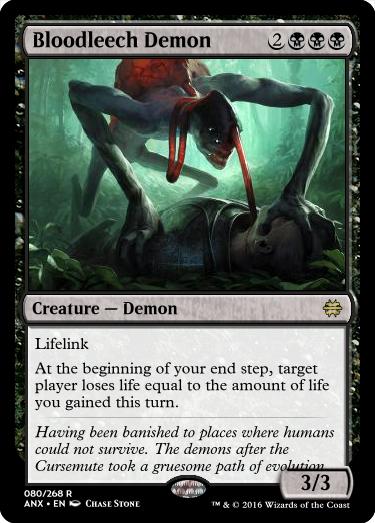 Bloodleech Demon 2
Creature — Demon
Lifelink
At the beginning of your end step, target
player loses life equal to the amount of life
you gained this turn.
Having been banished to places where humans
could not survive. The demons after the
Cursemute took a gruesome path of evolution
3/3
080/268 R
ANX • EN CHASE STONE
™ & © 2016 Wizards of the Coast